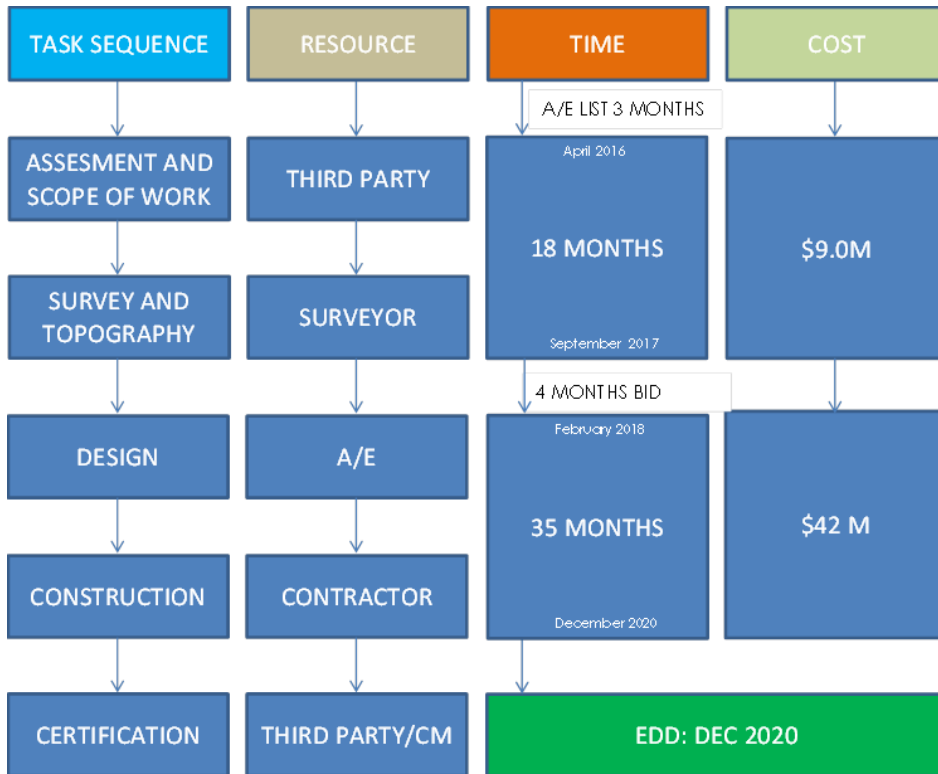 TASK SEQUENCE
RESOURCE
TIME
COST
A/E LIST 3 MONTHS
ASSESMENT AND
SCOPE OF WORK
THIRD PARTY
April 2016
18 MONTHS
September 2017
$9.0M
SURVEY AND
TOPOGRAPHY
SURVEYOR
4 MONTHS BID
DESIGN
A/E
February 2018
35 MONTHS
December 2020
$42 M
CONSTRUCTION
CONTRACTOR
CERTIFICATION
THIRD PARTY/CM
EDD: DEC 2020